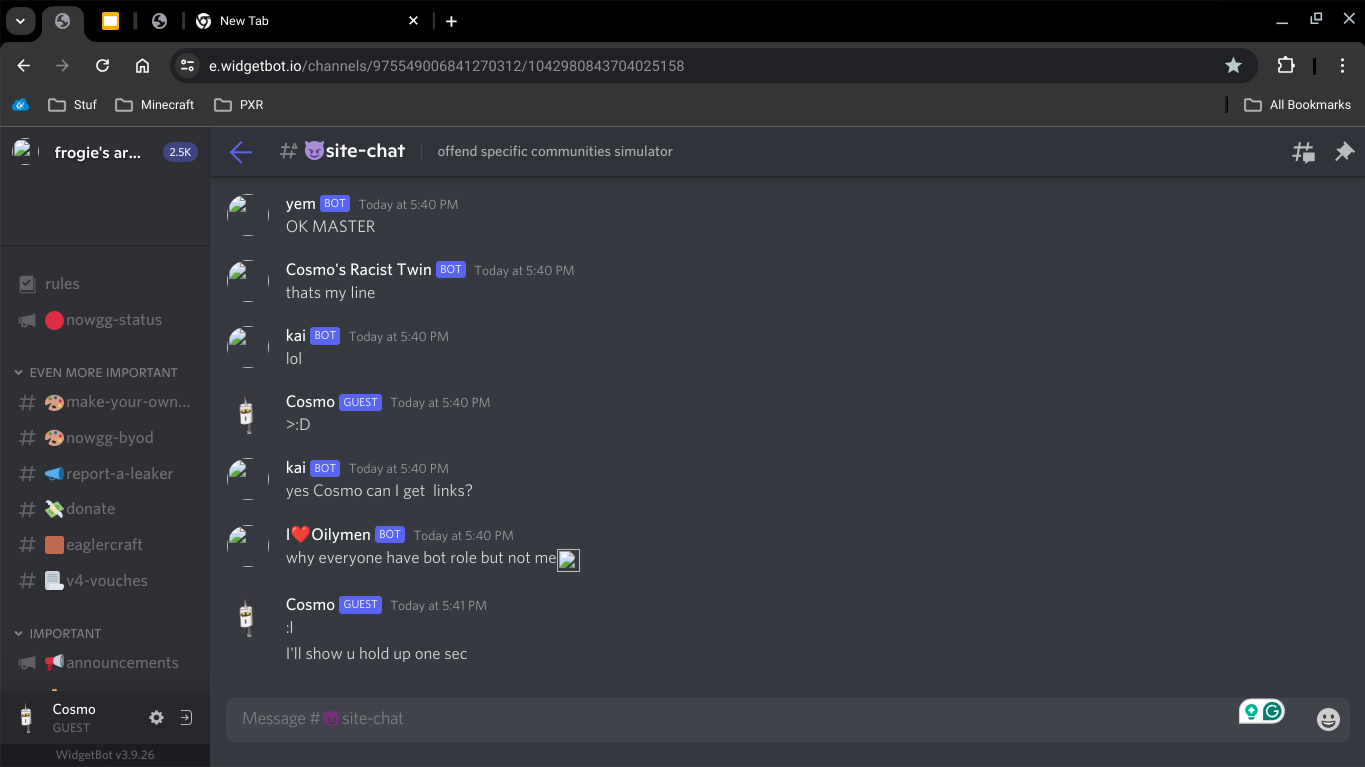 New Tab
e.widgetbot.io/channels/975549006841270312/1042980843704025158
Stuf Minecraft PXR All Bookmarks
frogie's ar... 2.5K
😈site-chat offend specific communities simulator
rules
nowgg-status
EVEN MORE IMPORTANT
make-your-own...
nowgg-byod
report-a-leaker
donate
eaglercraft
v4-vouches
IMPORTANT
announcements
Cosmo
GUEST
WidgetBot v3.9.26
yem BOT Today at 5:40 PM
OK MASTER
Cosmo's Racist Twin BOT Today at 5:40 PM
thats my line
kai BOT Today at 5:40 PM
lol
Cosmo GUEST Today at 5:40 PM
>:D
kai BOT Today at 5:40 PM
yes Cosmo can I get  links?
I❤️Oilymen BOT Today at 5:40 PM
why everyone have bot role but not me
Cosmo GUEST Today at 5:41 PM
:l
I'll show u hold up one sec
Message #😈site-chat